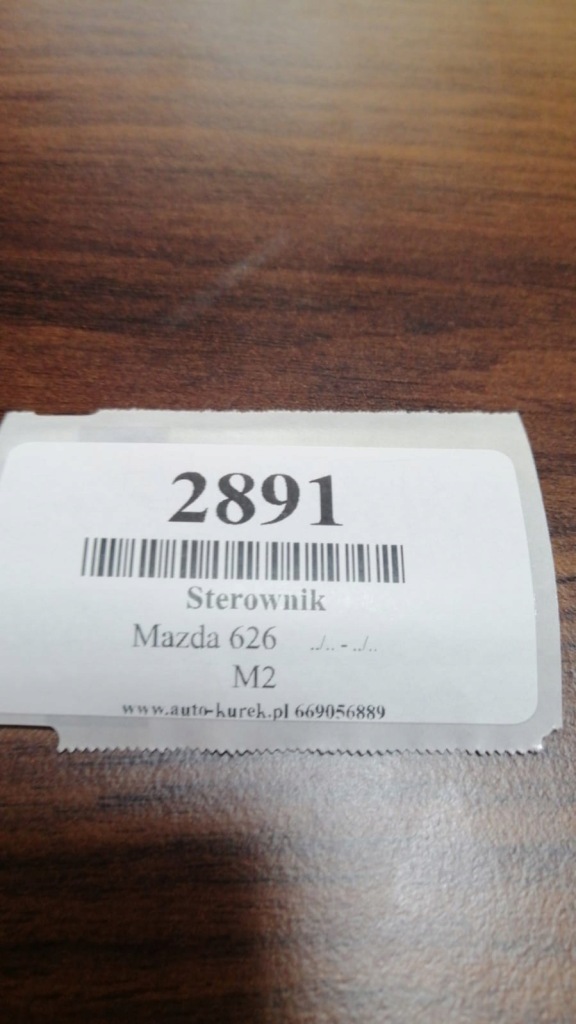 2891
Sterownik
Mazda 626 ../.. - ../..
M2
www.auto-kurek.pl 669056889